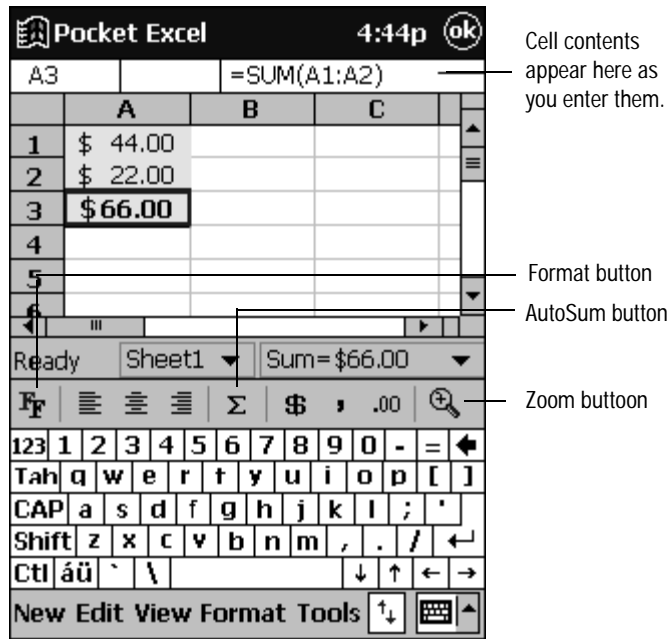 Pocket Excel 4:44p ok
A3 =SUM(A1:A2)
Cell contents
appear here as
you enter them.
A B C
1 $ 44.00
2 $ 22.00
3 $66.00
4
5
6
Format button
AutoSum button
Ready Sheet1 Sum=$66.00
FF Σ $ , .00
Zoom buttoon
123 1 2 3 4 5 6 7 8 9 0 - =
Tab q w e r t y u i o p [ ]
CAP a s d f g h j k l ; '
Shift z x c v b n m , . /
Ctl áü ` \ ↓ ↑ ← →
New Edit View Format Tools